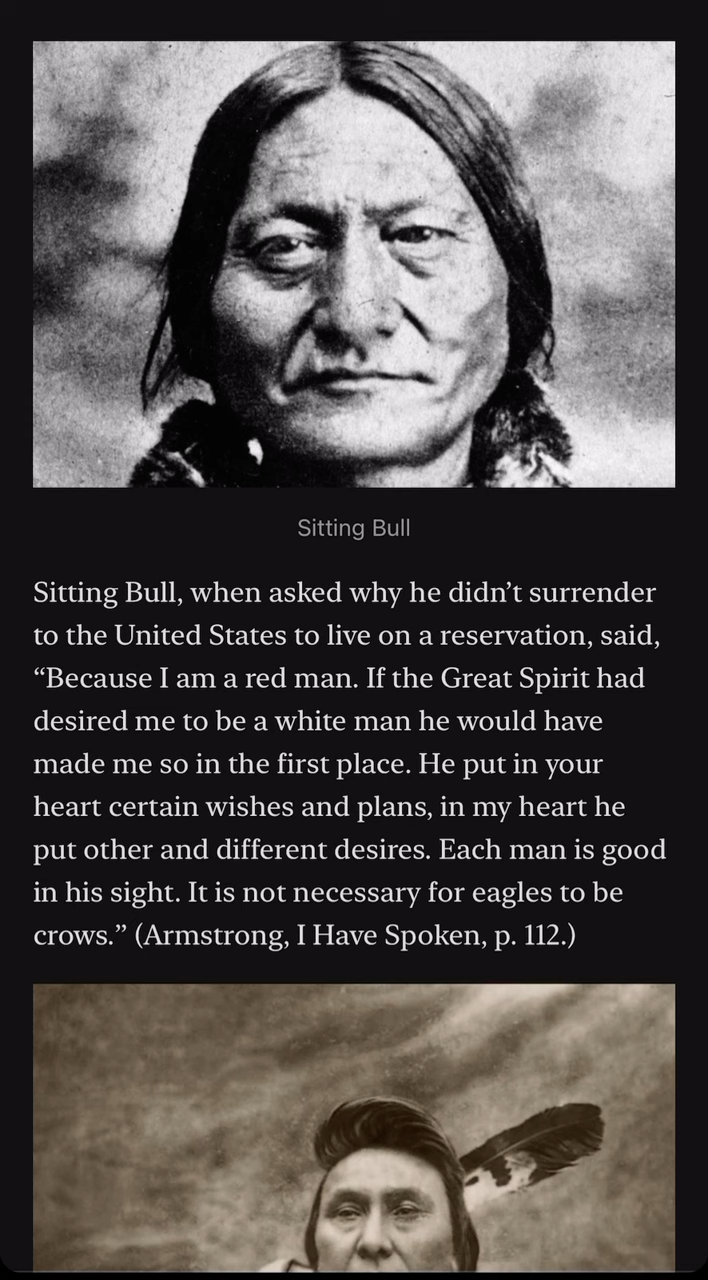 Sitting Bull
Sitting Bull, when asked why he didn’t surrender
to the United States to live on a reservation, said,
“Because I am a red man. If the Great Spirit had
desired me to be a white man he would have
made me so in the first place. He put in your
heart certain wishes and plans, in my heart he
put other and different desires. Each man is good
in his sight. It is not necessary for eagles to be
crows.” (Armstrong, I Have Spoken, p. 112.)